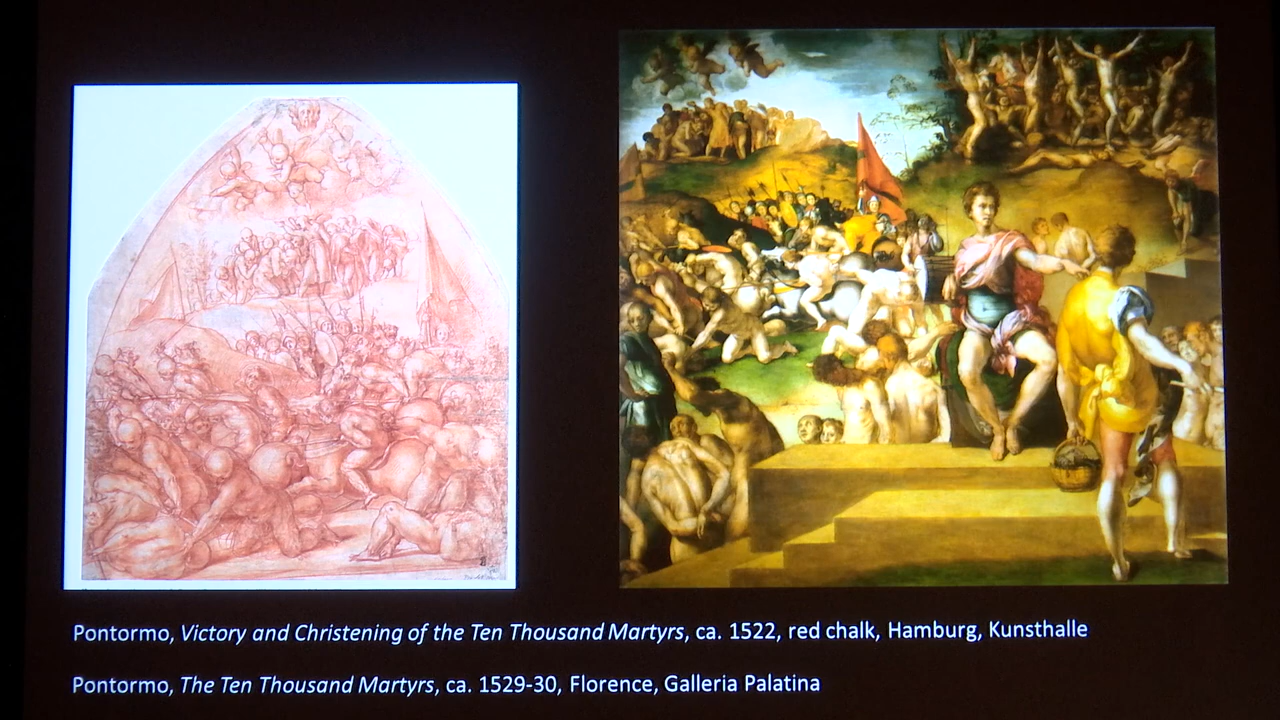 Pontormo, Victory and Christening of the Ten Thousand Martyrs, ca. 1522, red chalk, Hamburg, Kunsthalle
Pontormo, The Ten Thousand Martyrs, ca. 1529-30, Florence, Galleria Palatina